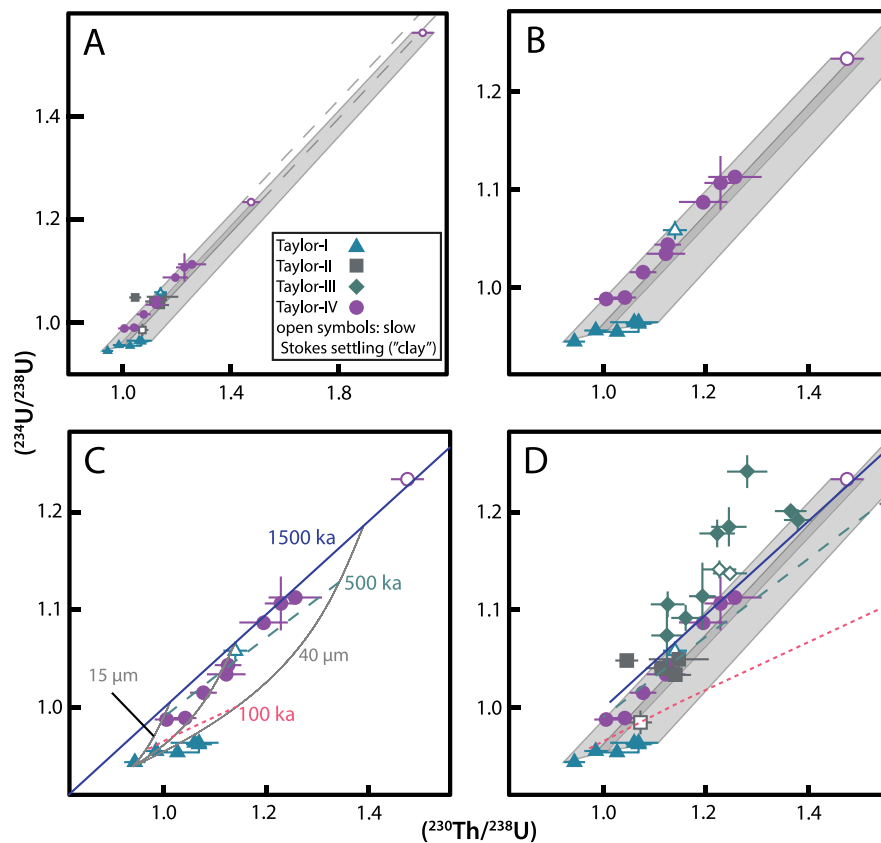 A
1.4
1.2
1.0
1.0
1.4
1.8
Taylor-I
Taylor-II
Taylor-III
Taylor-IV
open symbols: slow
Stokes settling ("clay")
B
1.2
1.1
1.0
1.0
1.2
1.4
(²³⁴U/²³⁸U)
C
1.2
1.1
1.0
1.0
1.2
1.4
1500 ka
500 ka
100 ka
15 µm
40 µm
D
1.2
1.1
1.0
1.0
1.2
1.4
(²³⁰Th/²³⁸U)